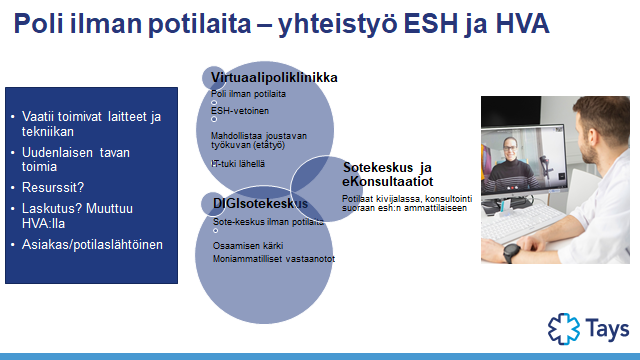 Poli ilman potilaita – yhteistyö ESH ja HVA
• Vaatii toimivat laitteet ja
tekniikan
• Uudenlaisen tavan
toimia
• Resurssit?
• Laskutus? Muuttuu
HVA:lla
• Asiakas/potilaslähtöinen
Virtuaalipoliklinikka
Poli ilman potilaita
ESH-vetoinen
Mahdollistaa joustavan
työkuvan (etätyö)
IT-tuki lähellä
Sotekeskus ja
eKonsultaatiot
Potilaat kivijalassa, konsultointi
suoraan esh:n ammattilaiseen
DIGIsotekeskus
Sote-keskus ilman potilaita
Osaamisen kärki
Moniammatilliset vastaanotot
Tays